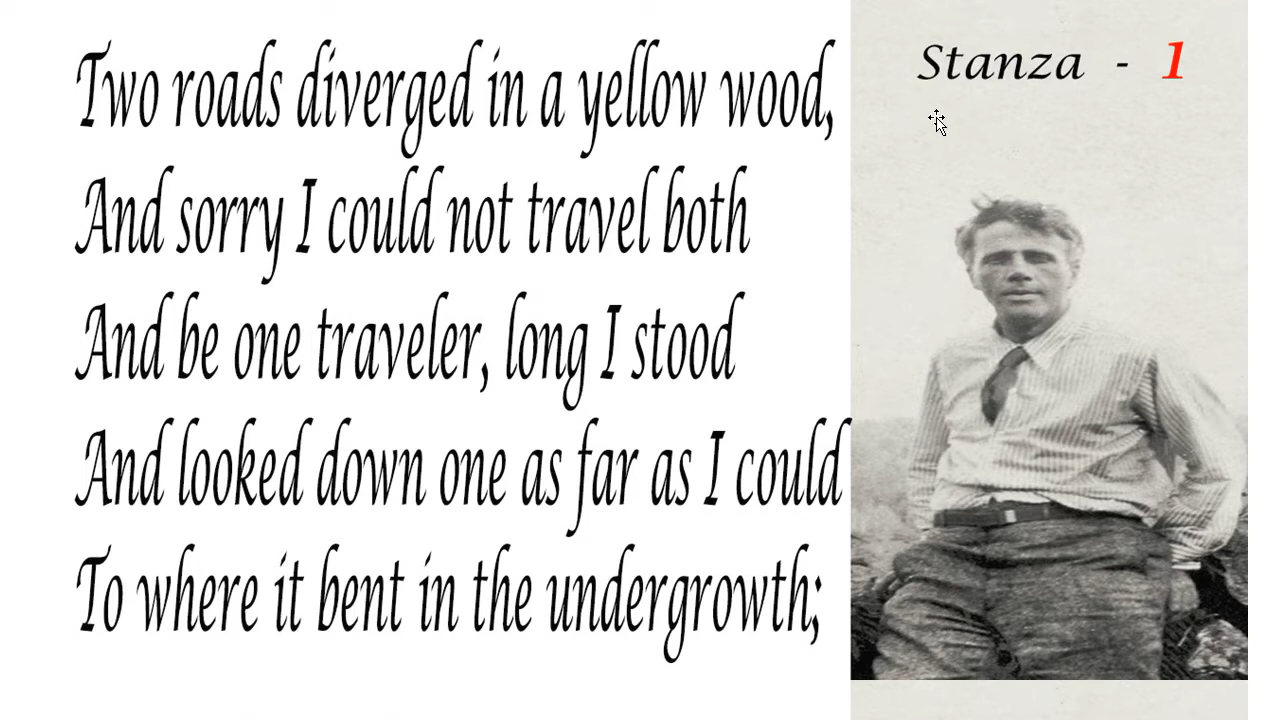 Two roads diverged in a yellow wood,
And sorry I could not travel both
And be one traveler, long I stood
And looked down one as far as I could
To where it bent in the undergrowth;
Stanza - 1